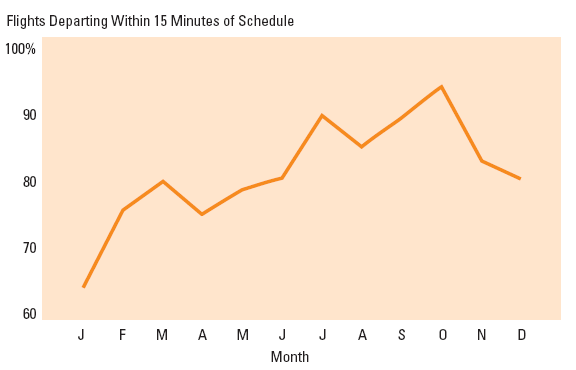 Flights Departing Within 15 Minutes of Schedule
100%
90
80
70
60
J F M A M J J A S O N D
Month